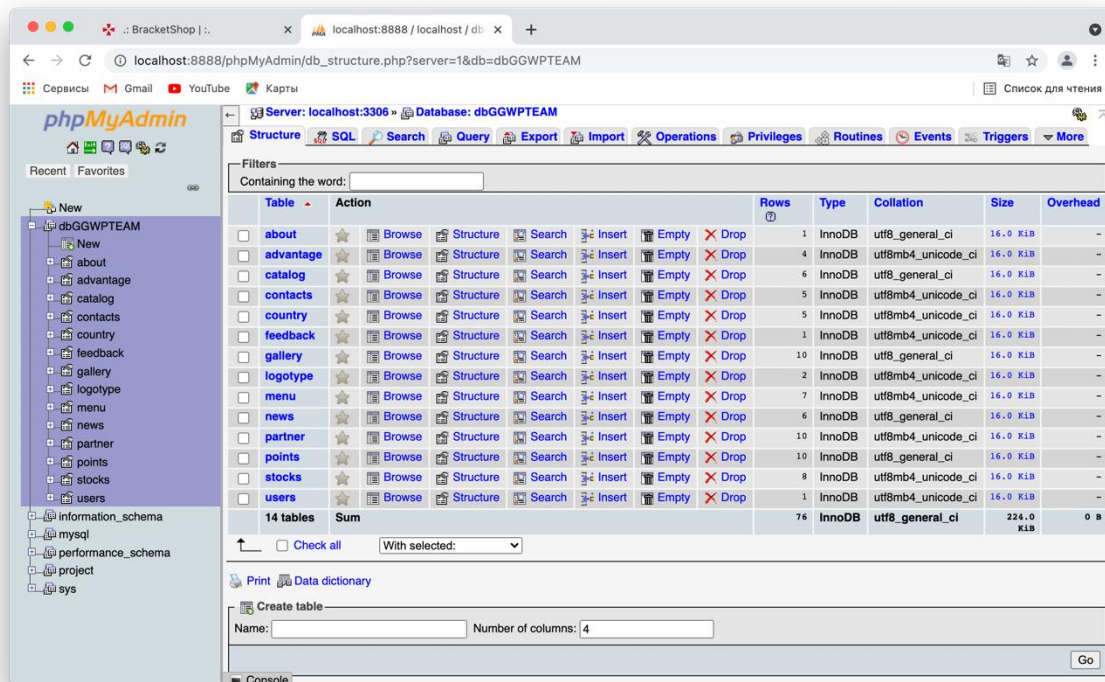 .: BracketShop | :.
localhost:8888 / localhost / db
localhost:8888/phpMyAdmin/db_structure.php?server=1&db=dbGGWPTEAM
Сервисы Gmail YouTube Карты Список для чтения
phpMyAdmin
Recent Favorites
New
dbGGWPTEAM
New
about
advantage
catalog
contacts
country
feedback
gallery
logotype
menu
news
partner
points
stocks
users
information_schema
mysql
performance_schema
project
sys
Server: localhost:3306 » Database: dbGGWPTEAM
Structure SQL Search Query Export Import Operations Privileges Routines Events Triggers More
Filters
Containing the word:
Table Action Rows Type Collation Size Overhead
about Browse Structure Search Insert Empty Drop 1 InnoDB utf8_general_ci 16.0 KiB -
advantage Browse Structure Search Insert Empty Drop 4 InnoDB utf8mb4_unicode_ci 16.0 KiB -
catalog Browse Structure Search Insert Empty Drop 6 InnoDB utf8_general_ci 16.0 KiB -
contacts Browse Structure Search Insert Empty Drop 5 InnoDB utf8mb4_unicode_ci 16.0 KiB -
country Browse Structure Search Insert Empty Drop 5 InnoDB utf8mb4_unicode_ci 16.0 KiB -
feedback Browse Structure Search Insert Empty Drop 1 InnoDB utf8mb4_unicode_ci 16.0 KiB -
gallery Browse Structure Search Insert Empty Drop 10 InnoDB utf8_general_ci 16.0 KiB -
logotype Browse Structure Search Insert Empty Drop 2 InnoDB utf8mb4_unicode_ci 16.0 KiB -
menu Browse Structure Search Insert Empty Drop 7 InnoDB utf8mb4_unicode_ci 16.0 KiB -
news Browse Structure Search Insert Empty Drop 6 InnoDB utf8_general_ci 16.0 KiB -
partner Browse Structure Search Insert Empty Drop 10 InnoDB utf8mb4_unicode_ci 16.0 KiB -
points Browse Structure Search Insert Empty Drop 10 InnoDB utf8_general_ci 16.0 KiB -
stocks Browse Structure Search Insert Empty Drop 8 InnoDB utf8mb4_unicode_ci 16.0 KiB -
users Browse Structure Search Insert Empty Drop 1 InnoDB utf8mb4_unicode_ci 16.0 KiB -
14 tables Sum 76 InnoDB utf8_general_ci 224.0 KiB 0 B
Check all With selected:
Print Data dictionary
Create table
Name: Number of columns: 4
Go
Console